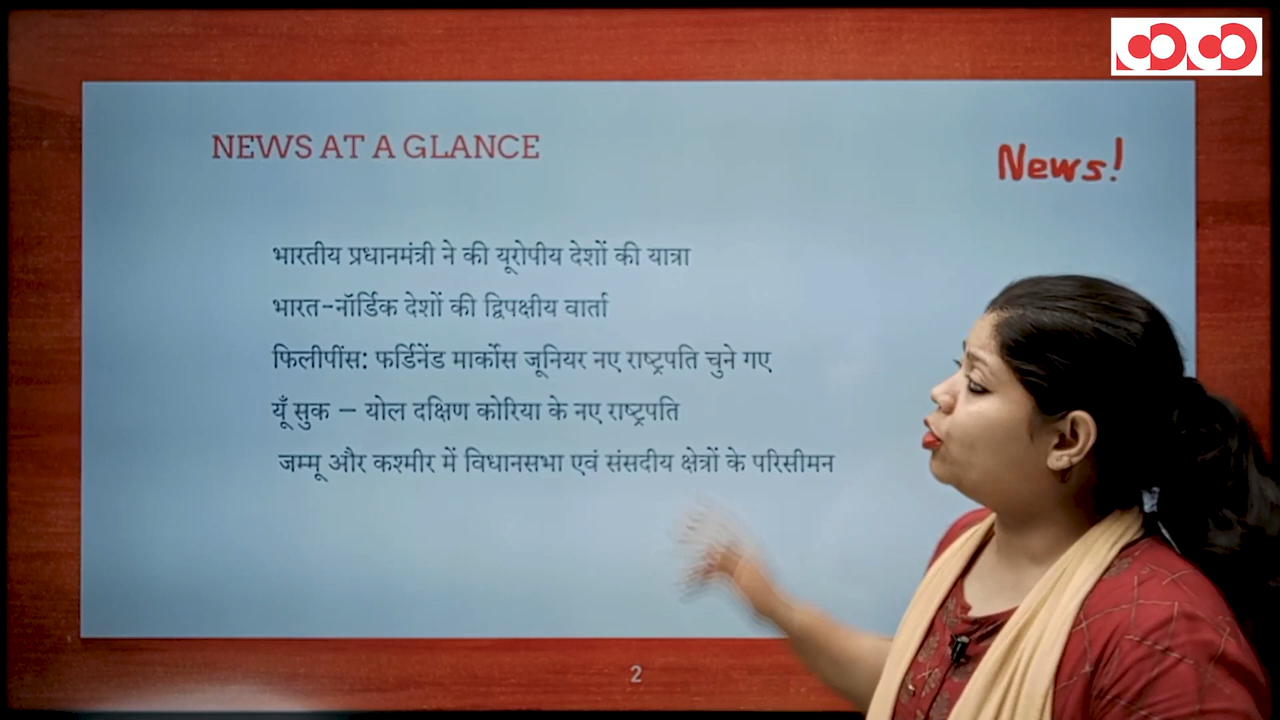 NEWS AT A GLANCE
News!
भारतीय प्रधानमंत्री ने की यूरोपीय देशों की यात्रा
भारत-नॉर्डिक देशों की द्विपक्षीय वार्ता
फिलीपींस: फर्डिनेंड मार्कोस जूनियर नए राष्ट्रपति चुने गए
यूँ सुक – योल दक्षिण कोरिया के नए राष्ट्रपति
जम्मू और कश्मीर में विधानसभा एवं संसदीय क्षेत्रों के परिसीमन
2